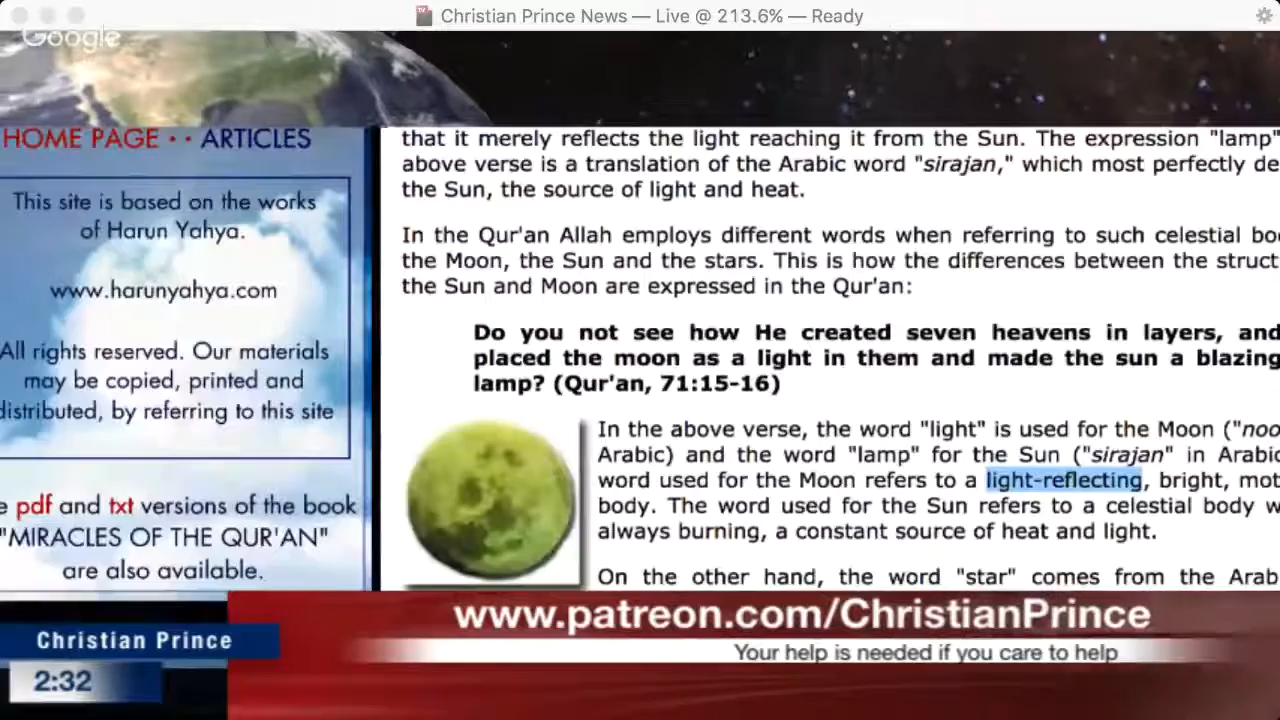 Christian Prince News — Live @ 213.6% — Ready
Google
HOME PAGE •• ARTICLES
This site is based on the works
of Harun Yahya.
www.harunyahya.com
All rights reserved. Our materials
may be copied, printed and
distributed, by referring to this site
pdf and txt versions of the book
"MIRACLES OF THE QUR'AN"
are also available.
that it merely reflects the light reaching it from the Sun. The expression "lamp"
above verse is a translation of the Arabic word "sirajan," which most perfectly
the Sun, the source of light and heat.
In the Qur'an Allah employs different words when referring to such celestial
the Moon, the Sun and the stars. This is how the differences between the
the Sun and Moon are expressed in the Qur'an:
Do you not see how He created seven heavens in layers, and
placed the moon as a light in them and made the sun a blazing
lamp? (Qur'an, 71:15-16)
In the above verse, the word "light" is used for the Moon
Arabic) and the word "lamp" for the Sun ("sirajan" in
word used for the Moon refers to a light-reflecting, bright,
body. The word used for the Sun refers to a celestial body
always burning, a constant source of heat and light.
On the other hand, the word "star" comes from the
www.patreon.com/ChristianPrince
Your help is needed if you care to help
Christian Prince
2:32